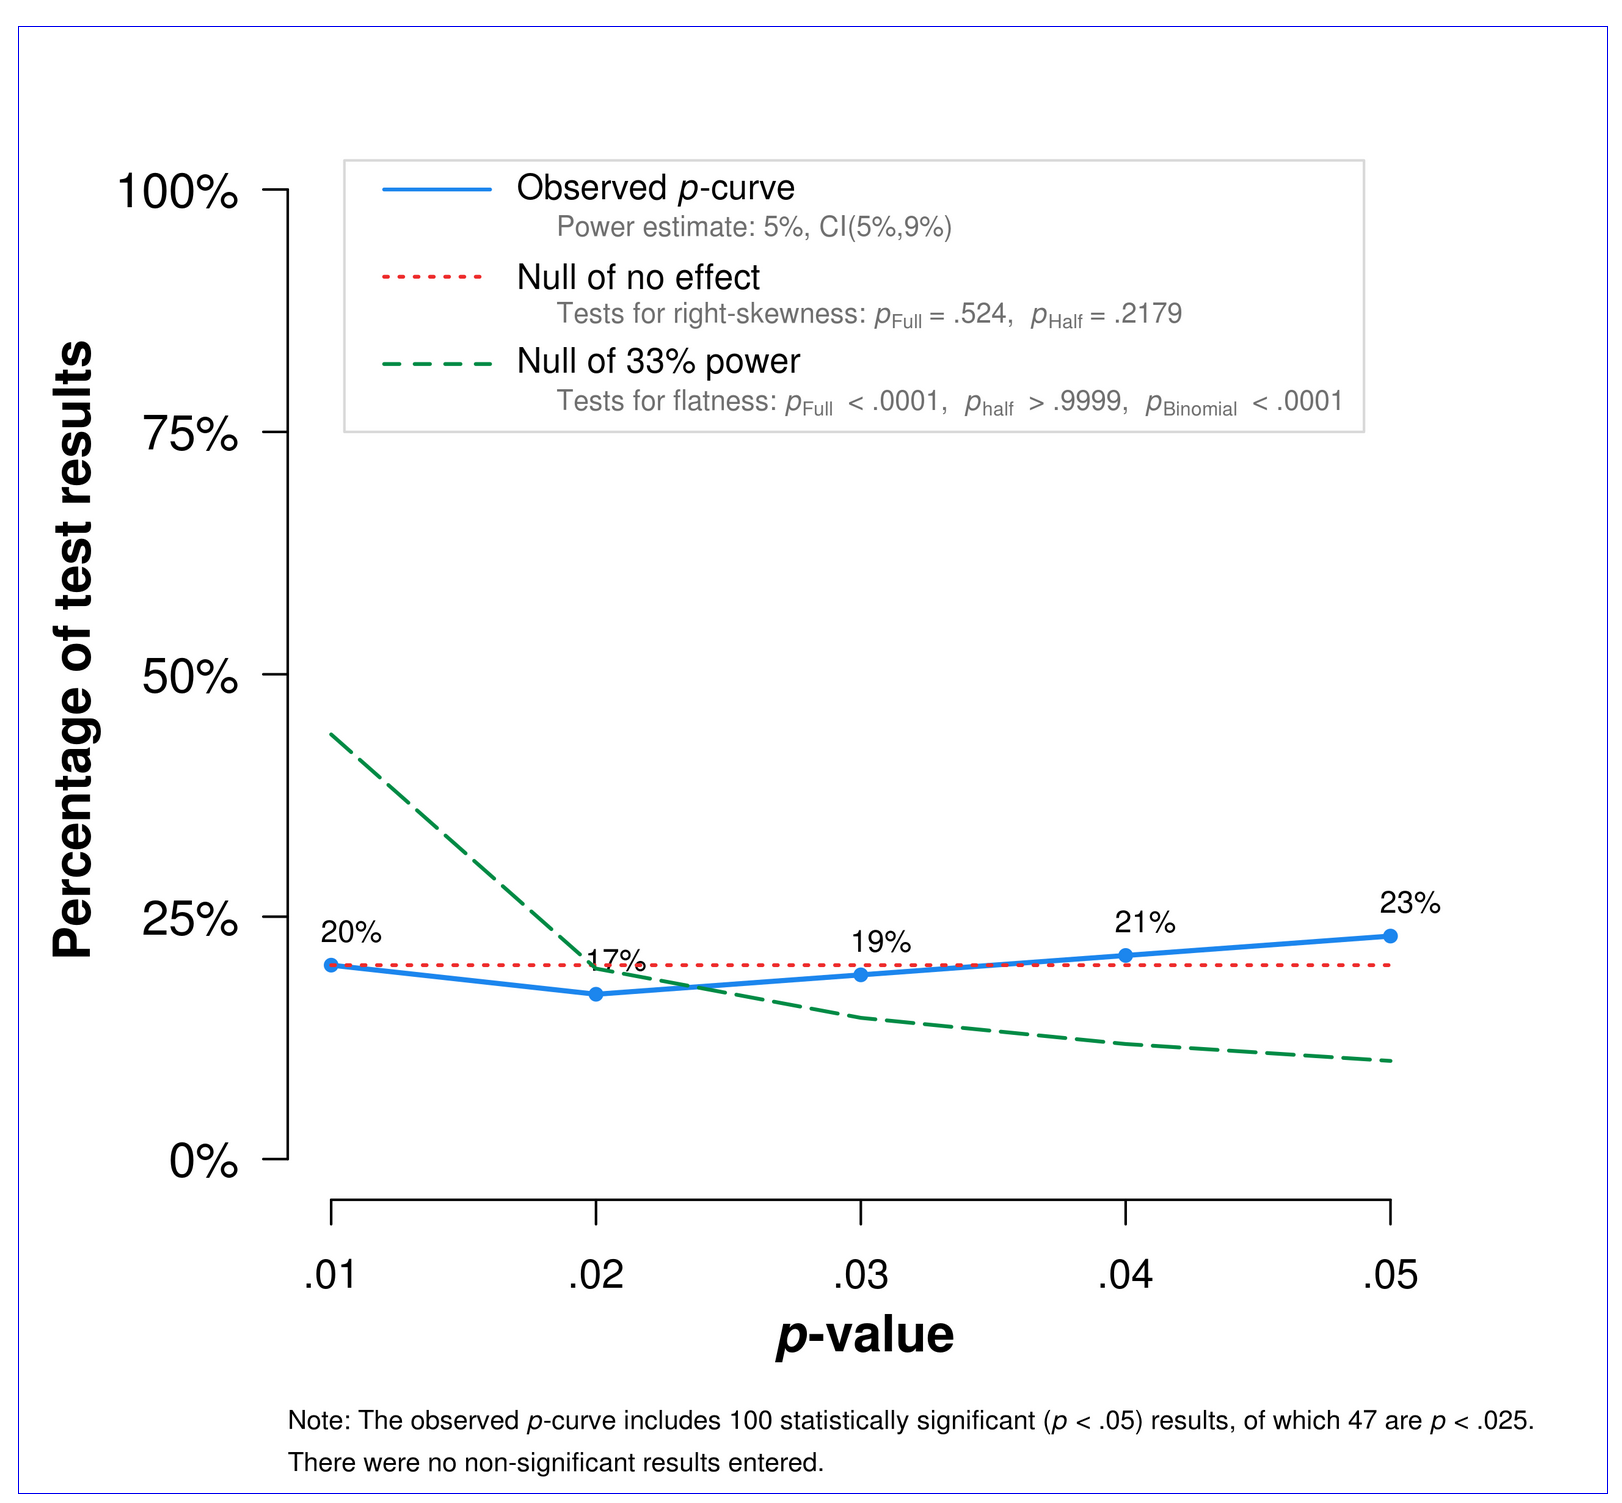 Observed p-curve
Power estimate: 5%, CI(5%,9%)
Null of no effect
Tests for right-skewness: pFull = .524, pHalf = .2179
Null of 33% power
Tests for flatness: pFull < .0001, phalf > .9999, pBinomial < .0001
Percentage of test results
100%
75%
50%
25%
0%
20%
17%
19%
21%
23%
.01
.02
.03
.04
.05
p-value
Note: The observed p-curve includes 100 statistically significant (p < .05) results, of which 47 are p < .025.
There were no non-significant results entered.